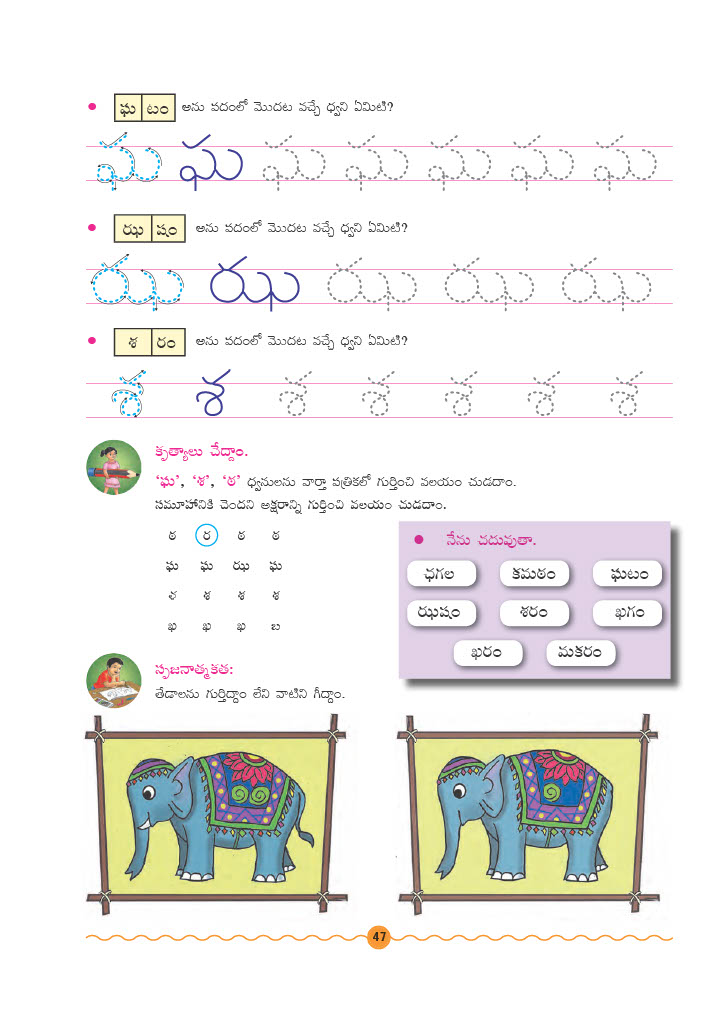 • ఘ టం అను పదంలో మొదట వచ్చే ధ్వని ఏమిటి?
ఘ ఘ ఘ ఘ ఘ ఘ ఘ
• ఝ షం అను పదంలో మొదట వచ్చే ధ్వని ఏమిటి?
ఝ ఝ ఝ ఝ ఝ
• శ రం అను పదంలో మొదట వచ్చే ధ్వని ఏమిటి?
శ శ శ శ శ శ శ
కృత్యాలు చేద్దాం.
‘ఘ’, ‘శ’, ‘ఠ’ ధ్వనులను వార్తా పత్రికలో గుర్తించి వలయం చుడదాం.
సమూహానికి చెందని అక్షరాన్ని గుర్తించి వలయం చుడదాం.
ఠ ర ఠ ఠ
ఘ ఘ ఝ ఘ
ళ శ శ శ
ఖ ఖ ఖ బ
• నేను చదువుతా.
ఛగల కమఠం ఘటం
ఝషం శరం ఖగం
ఖరం మకరం
సృజనాత్మకత:
తేడాలను గుర్తిద్దాం లేని వాటిని గీద్దాం.
47